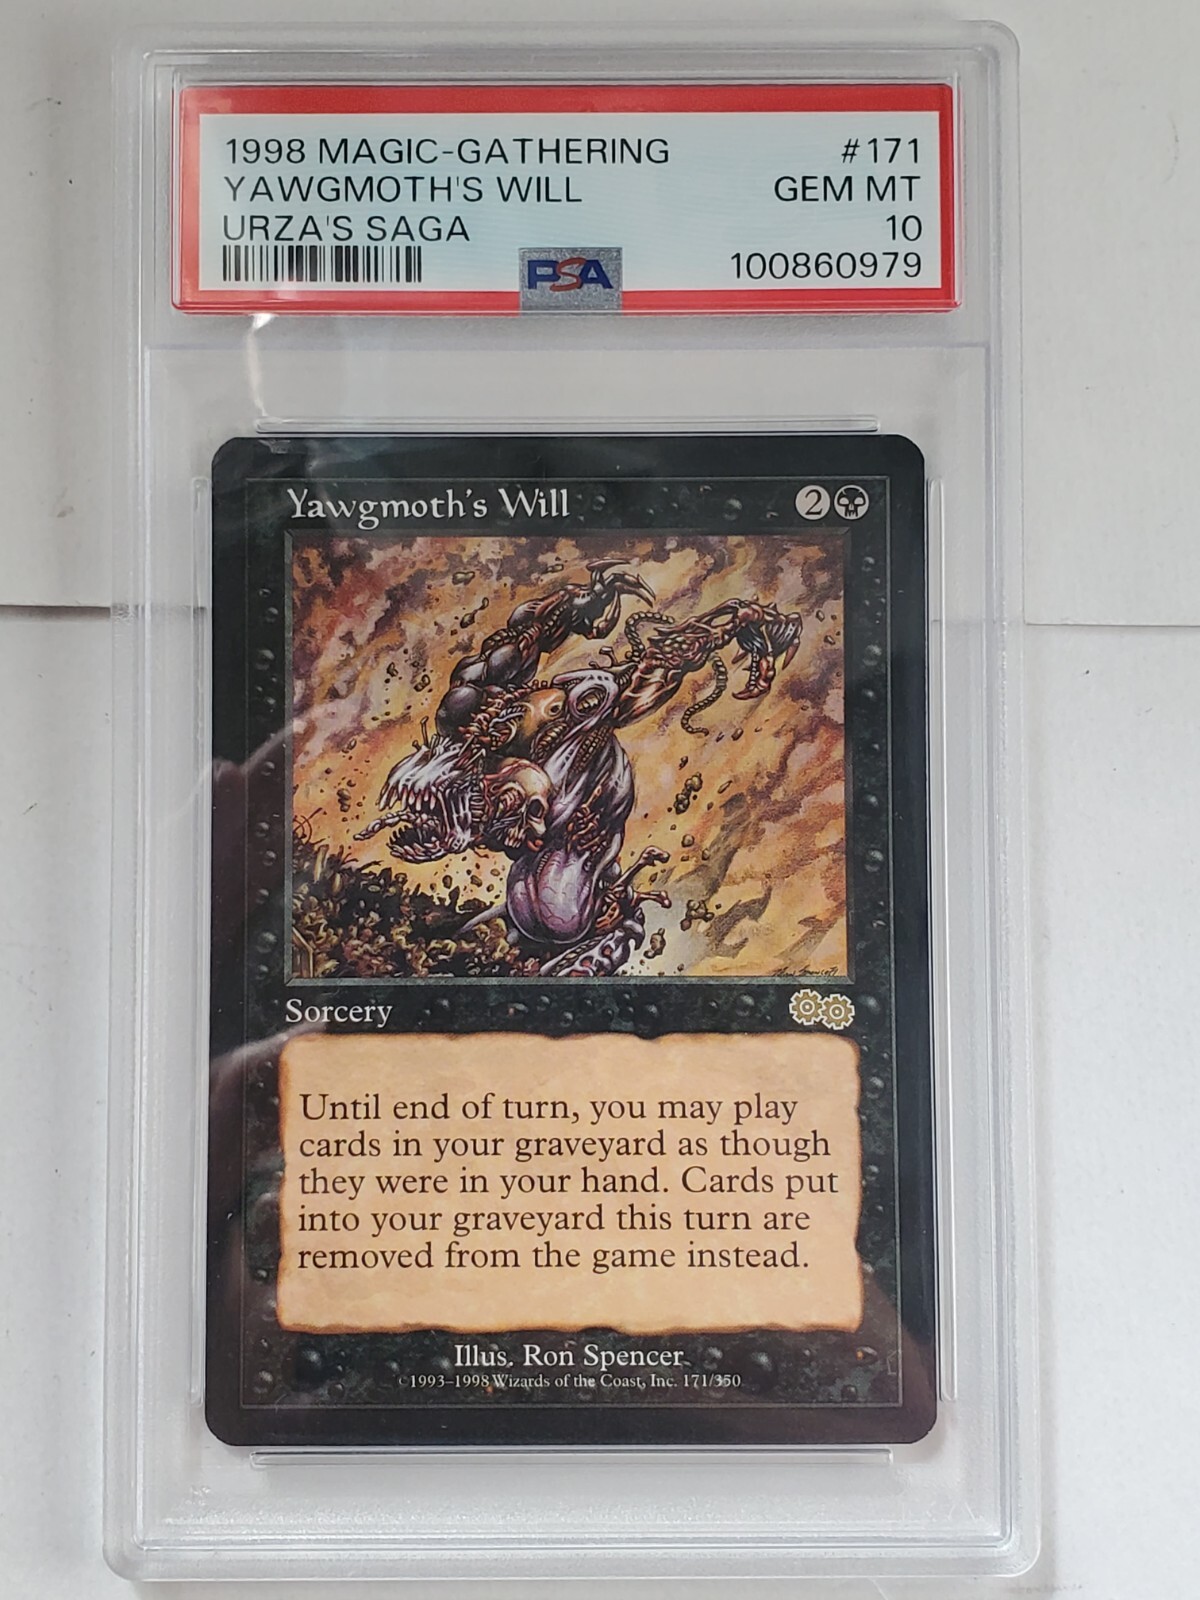 1998 MAGIC-GATHERING #171
YAWGMOTH'S WILL GEM MT
URZA'S SAGA 10
PSA 100860979
Yawgmoth's Will 2
Sorcery
Until end of turn, you may play
cards in your graveyard as though
they were in your hand. Cards put
into your graveyard this turn are
removed from the game instead.
Illus. Ron Spencer
©1993–1998 Wizards of the Coast, Inc. 171/350